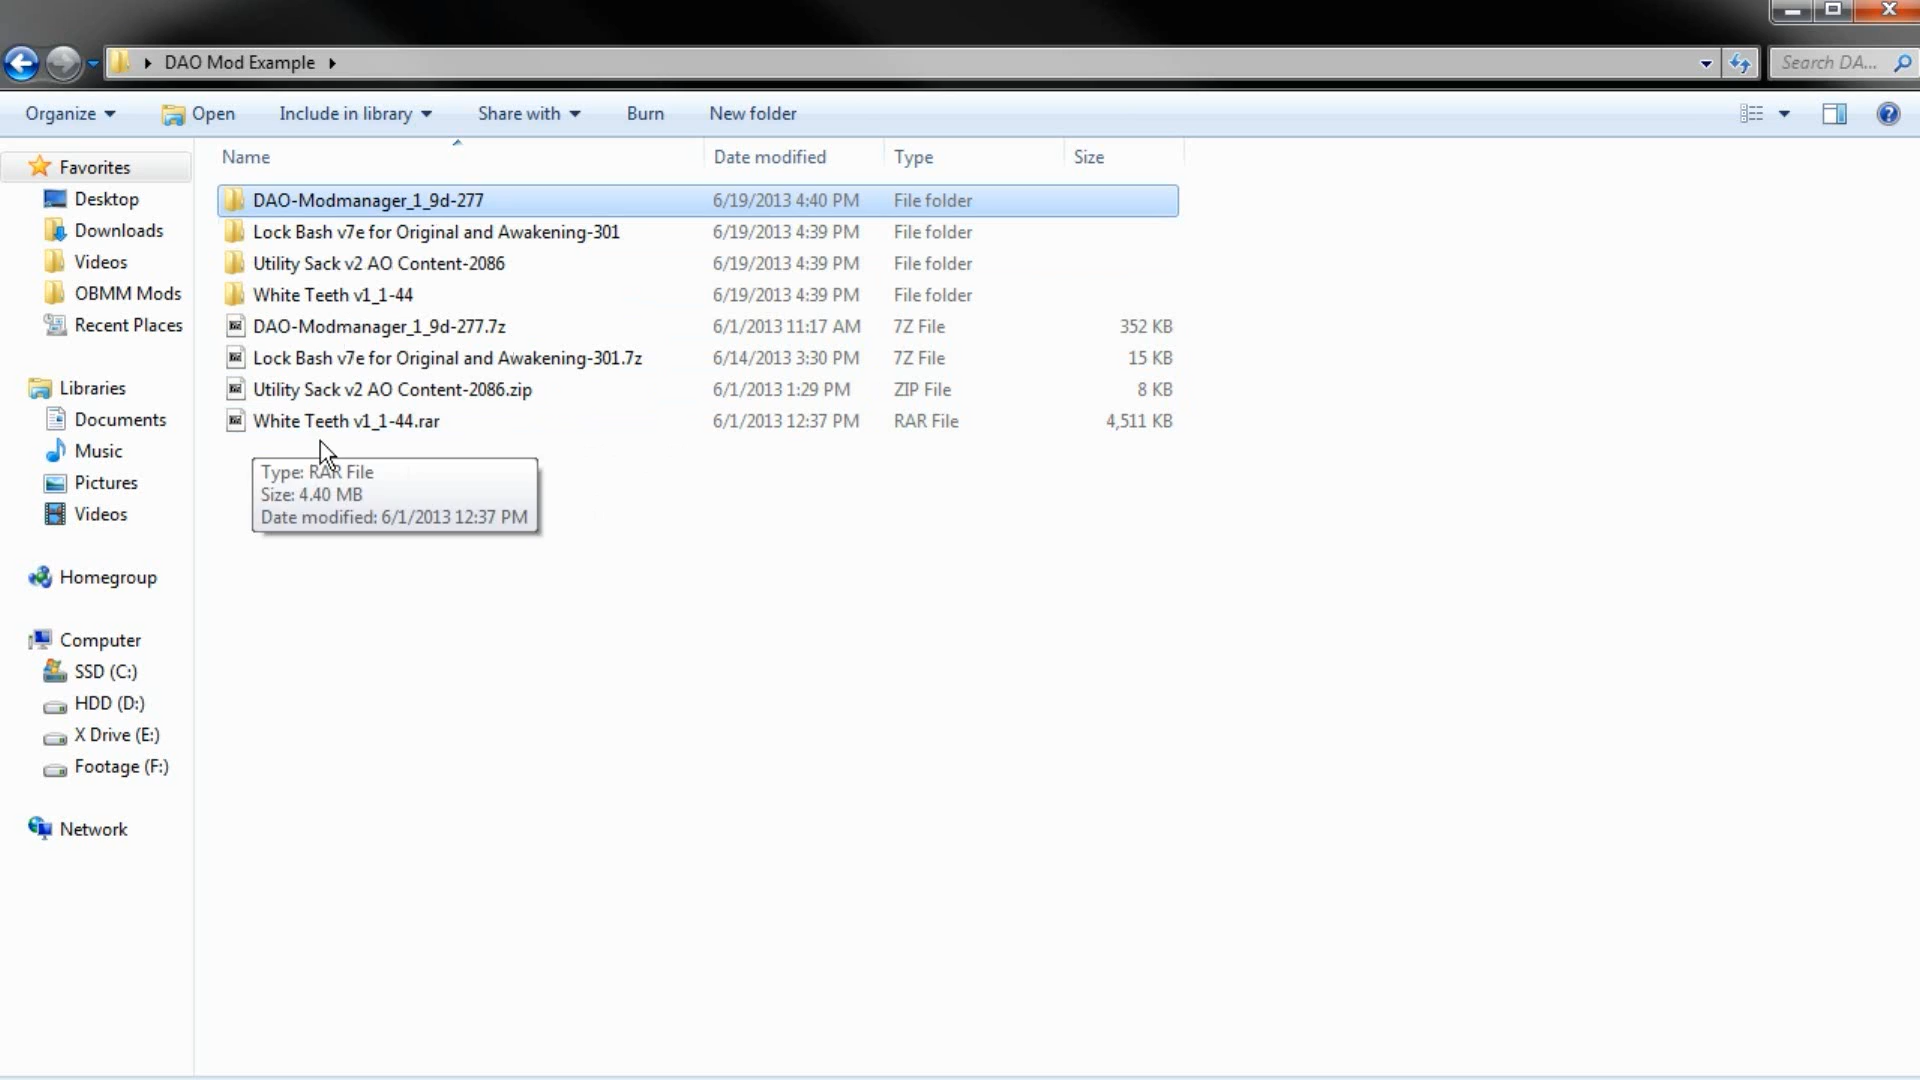 DAO Mod Example
Search DA...
Organize Open Include in library Share with Burn New folder
Name Date modified Type Size
Favorites
Desktop
Downloads
Videos
OBMM Mods
Recent Places
Libraries
Documents
Music
Pictures
Videos
Homegroup
Computer
SSD (C:)
HDD (D:)
X Drive (E:)
Footage (F:)
Network
DAO-Modmanager_1_9d-277 6/19/2013 4:40 PM File folder
Lock Bash v7e for Original and Awakening-301 6/19/2013 4:39 PM File folder
Utility Sack v2 AO Content-2086 6/19/2013 4:39 PM File folder
White Teeth v1_1-44 6/19/2013 4:39 PM File folder
DAO-Modmanager_1_9d-277.7z 6/1/2013 11:17 AM 7Z File 352 KB
Lock Bash v7e for Original and Awakening-301.7z 6/14/2013 3:30 PM 7Z File 15 KB
Utility Sack v2 AO Content-2086.zip 6/1/2013 1:29 PM ZIP File 8 KB
White Teeth v1_1-44.rar 6/1/2013 12:37 PM RAR File 4,511 KB
Type: RAR File
Size: 4.40 MB
Date modified: 6/1/2013 12:37 PM